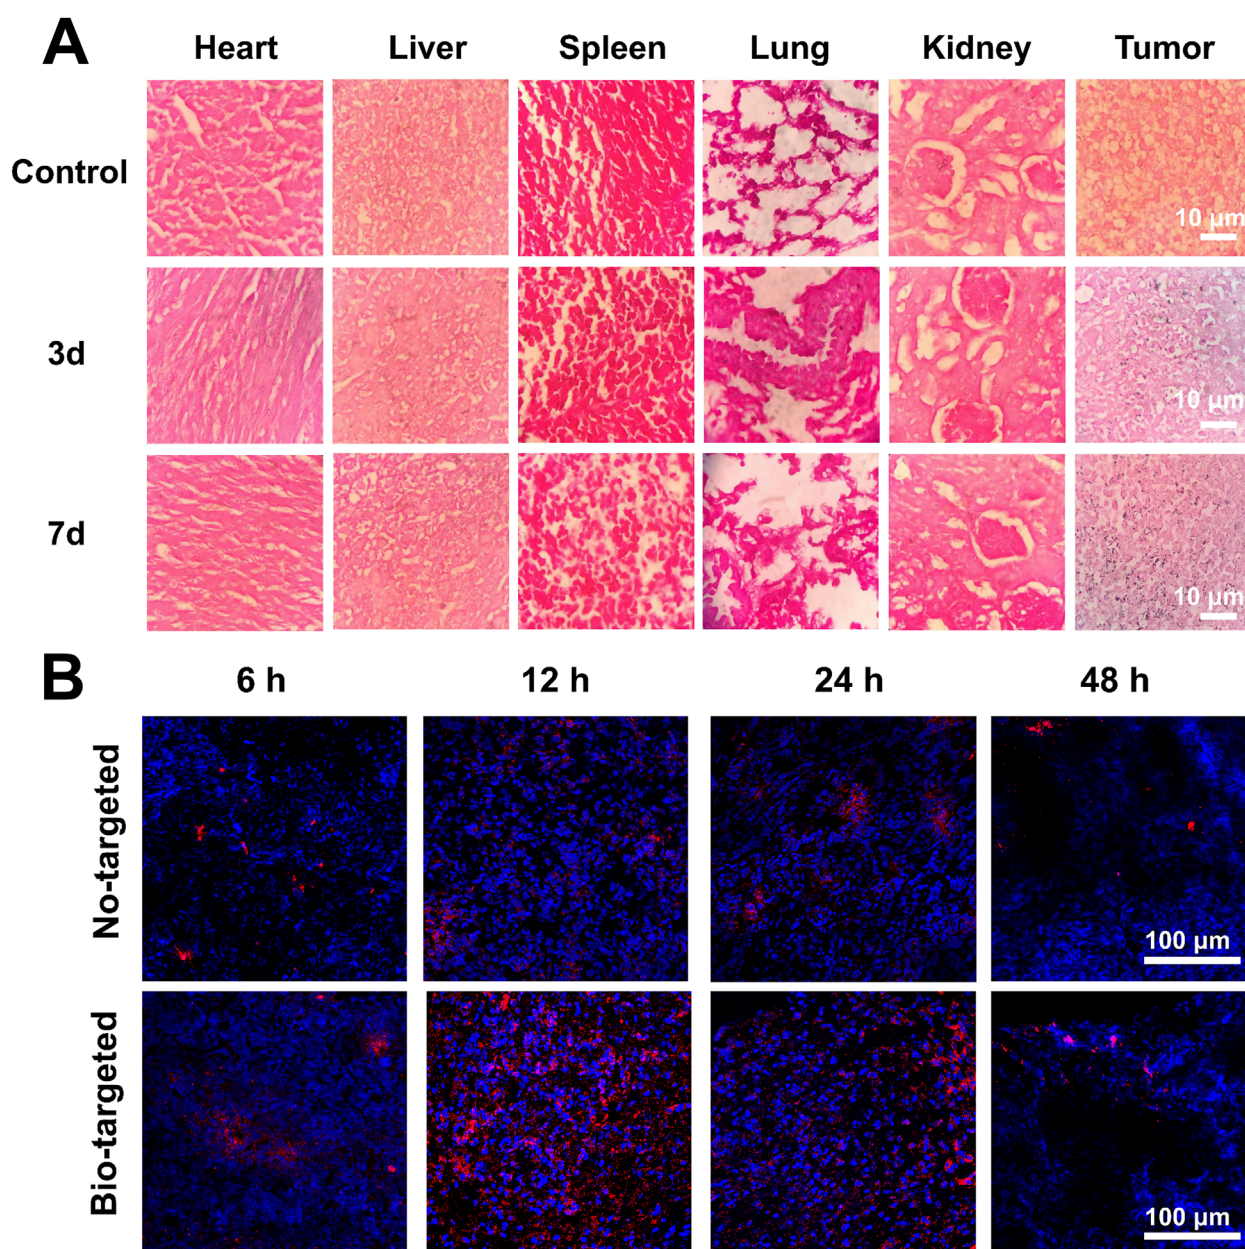 A
Heart Liver Spleen Lung Kidney Tumor
Control
10 µm
3d
10 µm
7d
10 µm
B
6 h 12 h 24 h 48 h
No-targeted
100 µm
Bio-targeted
100 µm